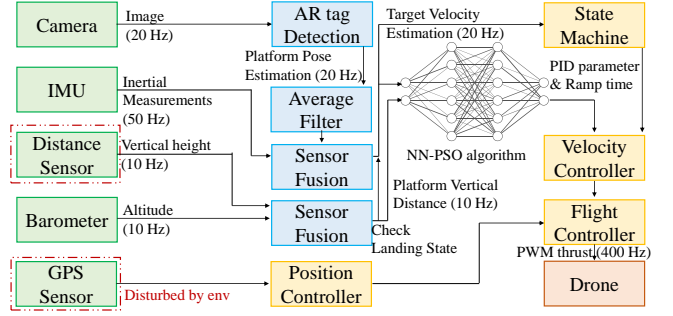 Camera
Image
(20 Hz)
AR tag
Detection
Target Velocity
Estimation (20 Hz)
State
Machine
Platform Pose
Estimation (20 Hz)
IMU
Inertial
Measurements
(50 Hz)
Average
Filter
PID parameter
& Ramp time
Distance
Sensor
Vertical height
(10 Hz)
Sensor
Fusion
NN-PSO algorithm
Velocity
Controller
Platform Vertical
Distance (10 Hz)
Barometer
Altitude
(10 Hz)
Sensor
Fusion
Check
Landing State
Flight
Controller
PWM thrust (400 Hz)
GPS
Sensor
Disturbed by env
Position
Controller
Drone